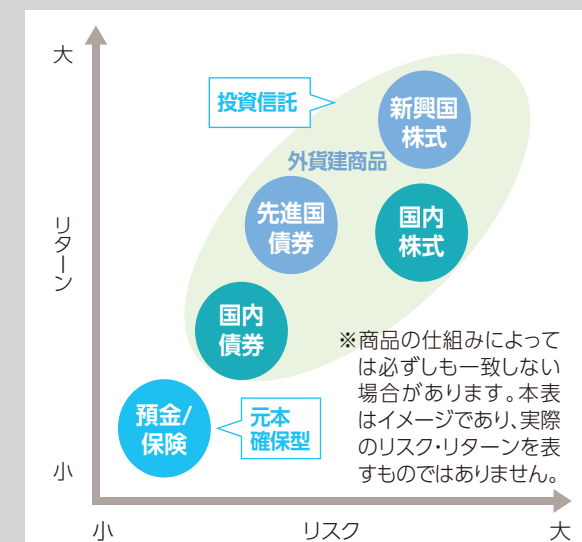 大
リターン
小
投資信託
新興国
株式
外貨建商品
先進国
債券
国内
株式
国内
債券
※商品の仕組みによって
は必ずしも一致しない
場合があります。本表
はイメージであり、実際
のリスク・リターンを表
すものではありません。
預金/
保険
元本
確保型
小
リスク
大